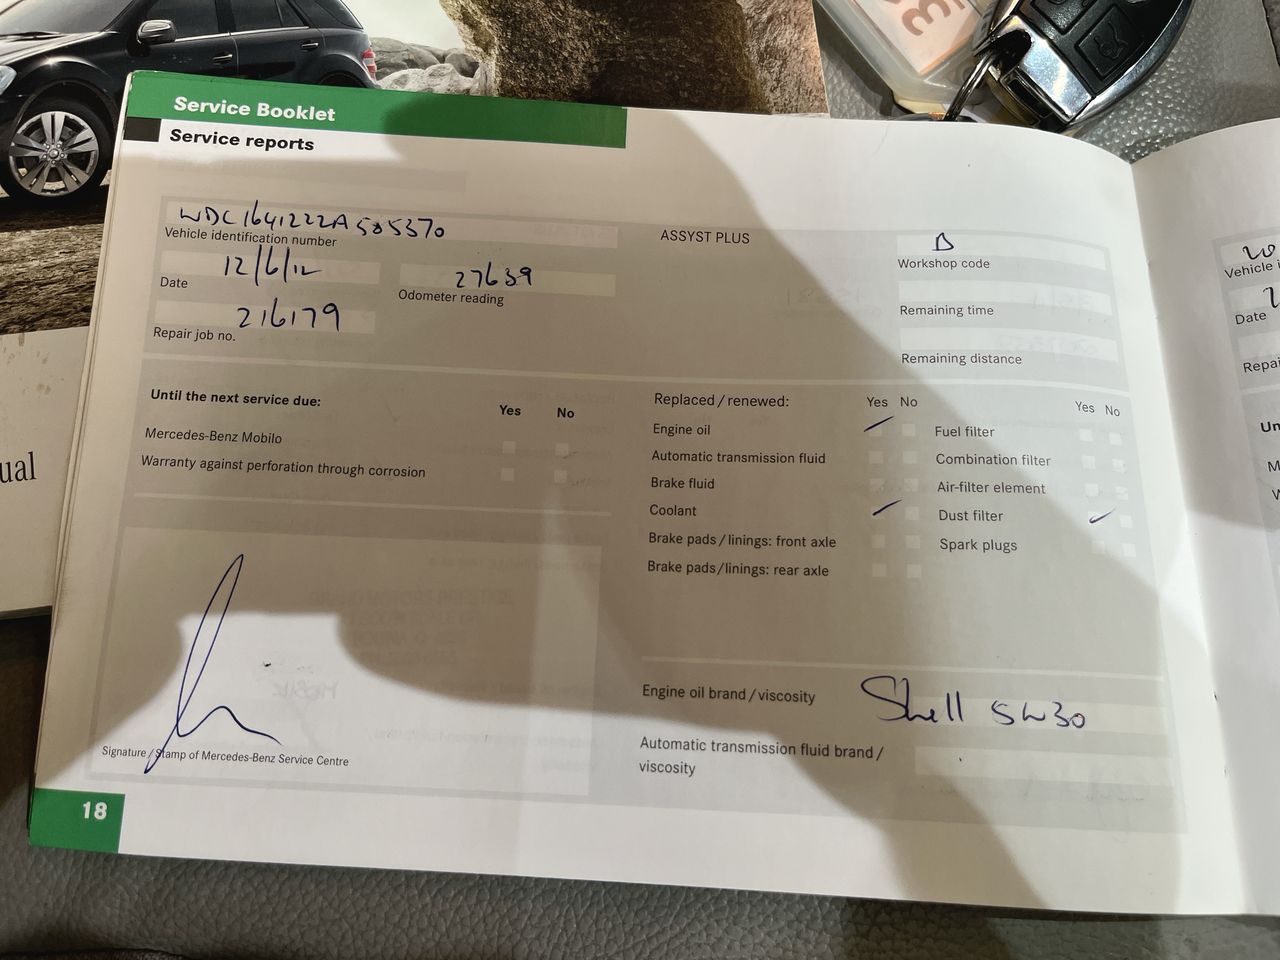 Service Booklet
Service reports
WDC1641222A585370
Vehicle identification number
ASSYST PLUS
B
Workshop code
12/6/12
Date
27639
Odometer reading
Remaining time
216179
Repair job no.
Remaining distance
Until the next service due:
Yes No
Mercedes-Benz Mobilo
Warranty against perforation through corrosion
Replaced / renewed:
Yes No
Yes No
Engine oil
Fuel filter
Automatic transmission fluid
Combination filter
Brake fluid
Air-filter element
Coolant
Dust filter
Brake pads / linings: front axle
Spark plugs
Brake pads / linings: rear axle
Engine oil brand / viscosity
Shell 5W30
Automatic transmission fluid brand /
viscosity
Signature / Stamp of Mercedes-Benz Service Centre
18
ual
Vehicle i
Date
Repai
Un
M
W